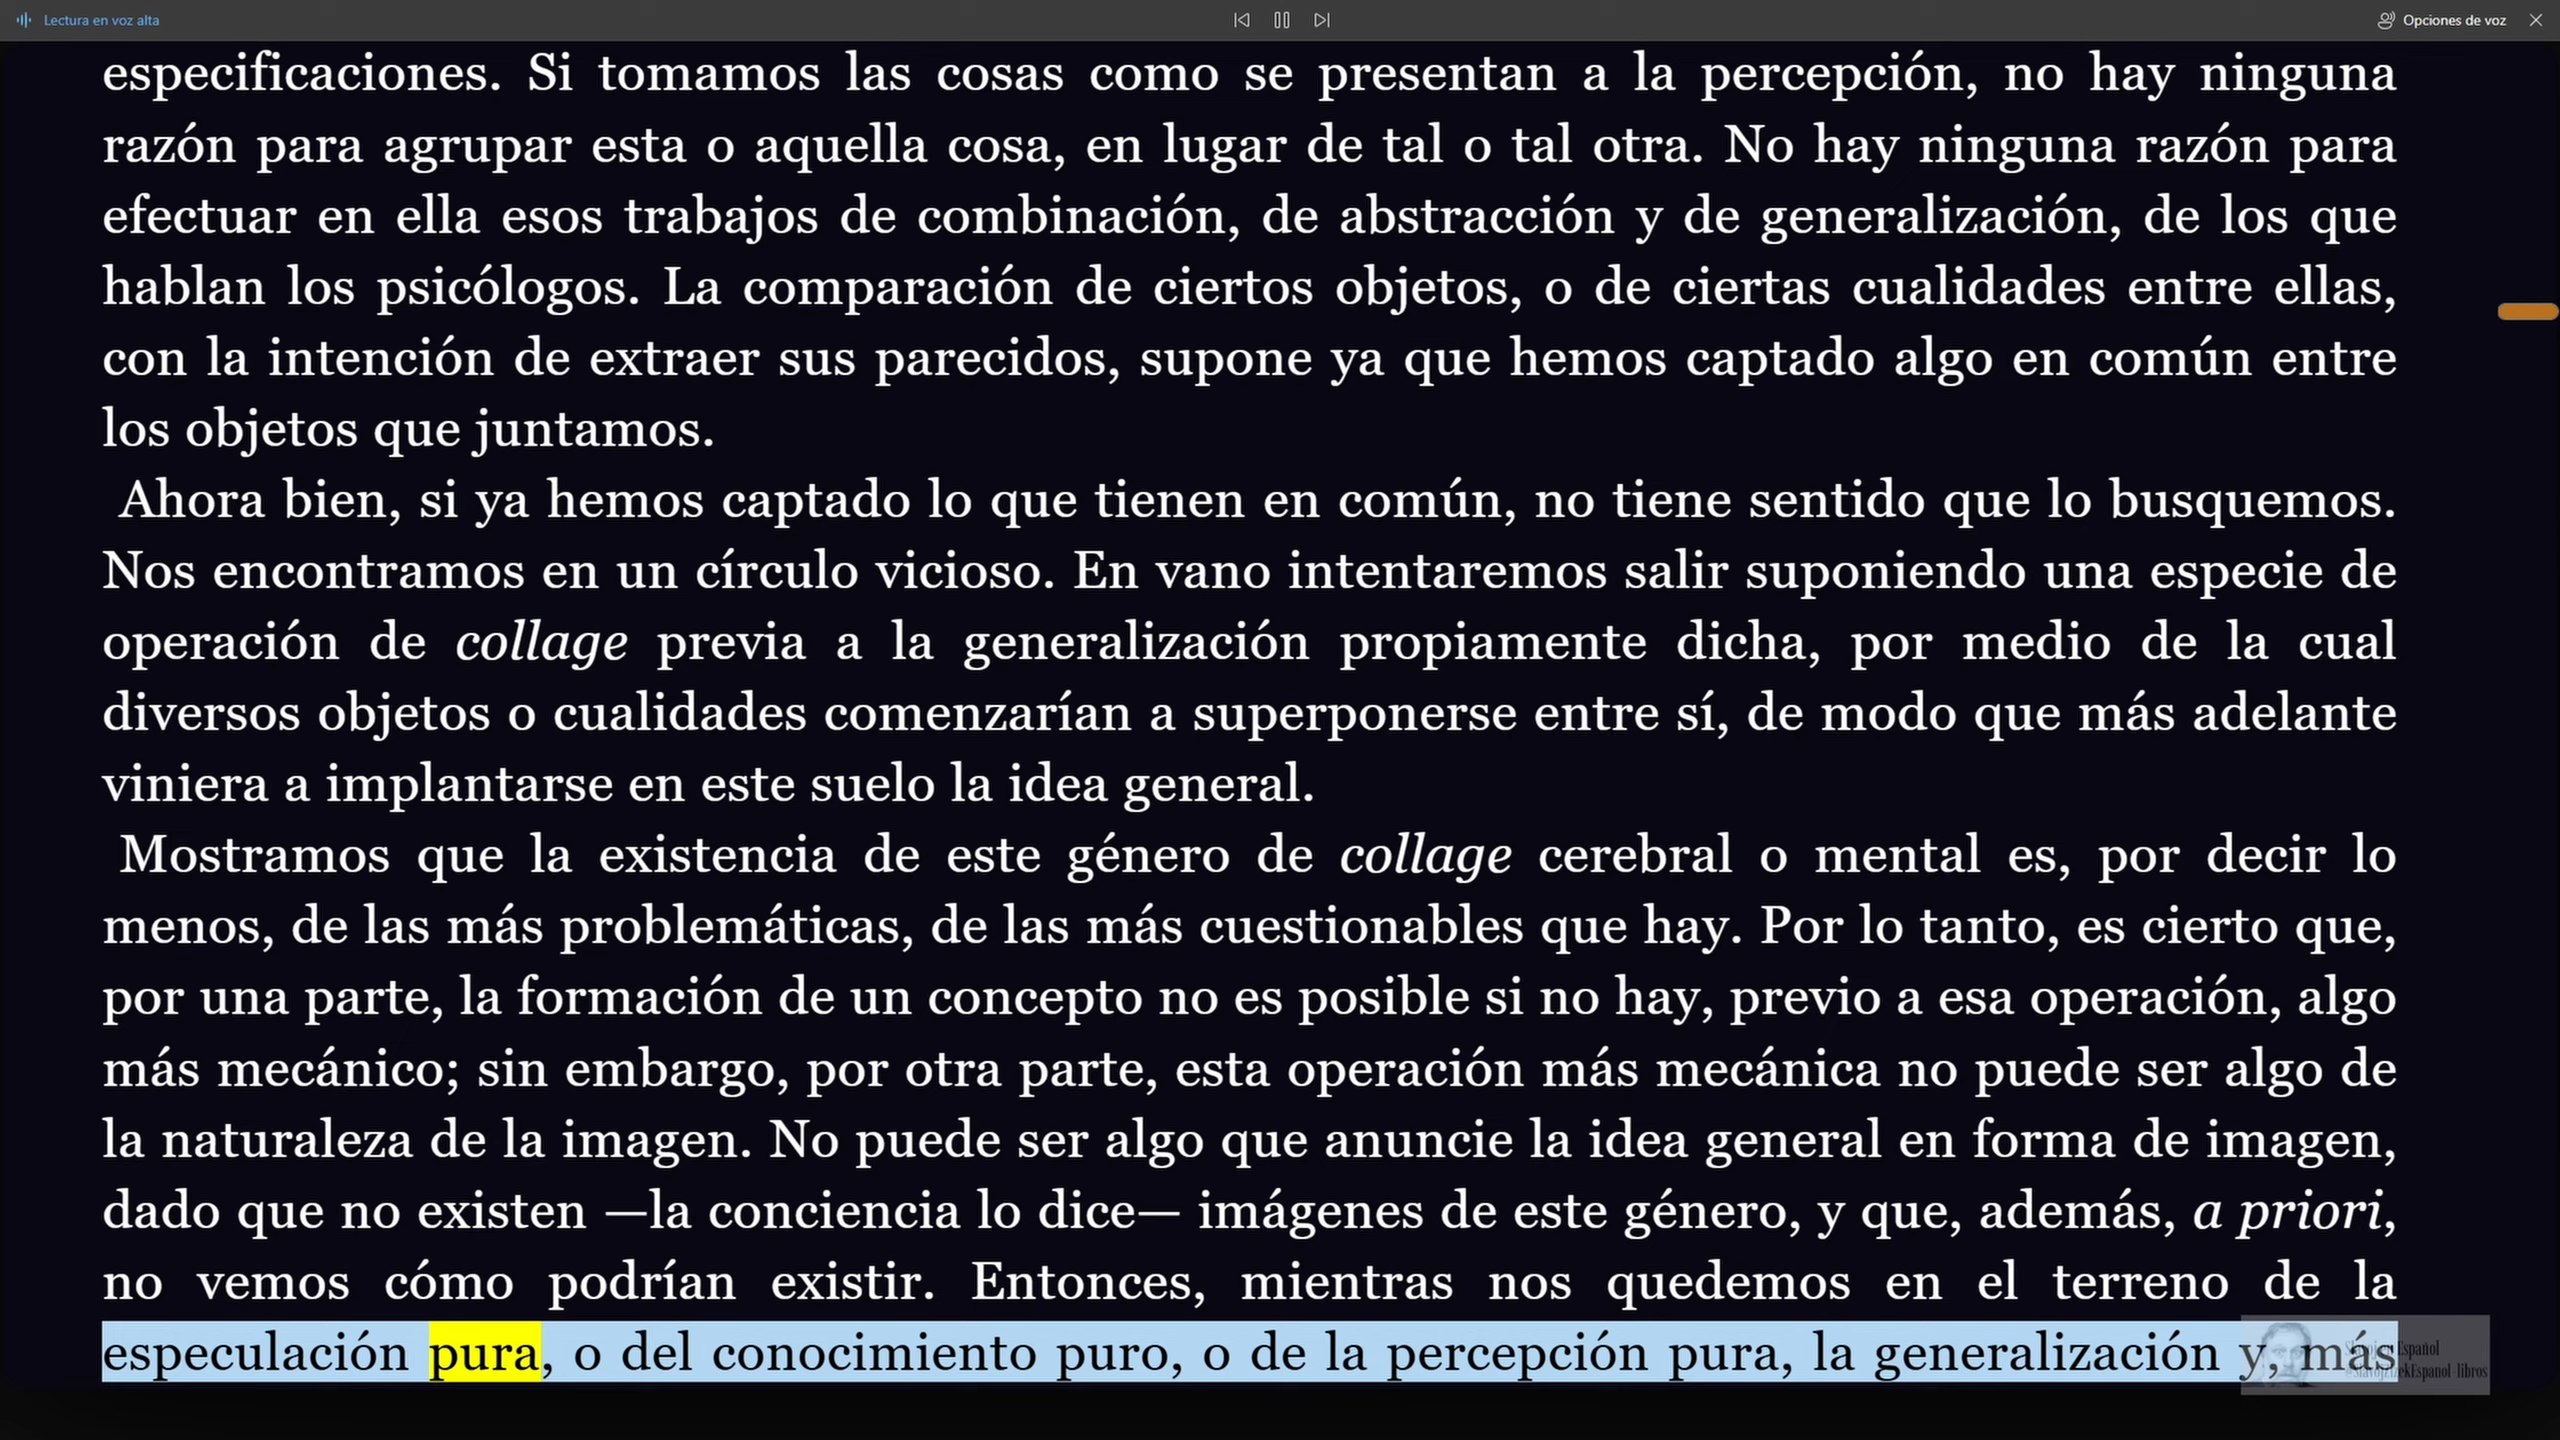 Lectura en voz alta
Opciones de voz
especificaciones. Si tomamos las cosas como se presentan a la percepción, no hay ninguna
razón para agrupar esta o aquella cosa, en lugar de tal o tal otra. No hay ninguna razón para
efectuar en ella esos trabajos de combinación, de abstracción y de generalización, de los que
hablan los psicólogos. La comparación de ciertos objetos, o de ciertas cualidades entre ellas,
con la intención de extraer sus parecidos, supone ya que hemos captado algo en común entre
los objetos que juntamos.
Ahora bien, si ya hemos captado lo que tienen en común, no tiene sentido que lo busquemos.
Nos encontramos en un círculo vicioso. En vano intentaremos salir suponiendo una especie de
operación de collage previa a la generalización propiamente dicha, por medio de la cual
diversos objetos o cualidades comenzarían a superponerse entre sí, de modo que más adelante
viniera a implantarse en este suelo la idea general.
Mostramos que la existencia de este género de collage cerebral o mental es, por decir lo
menos, de las más problemáticas, de las más cuestionables que hay. Por lo tanto, es cierto que,
por una parte, la formación de un concepto no es posible si no hay, previo a esa operación, algo
más mecánico; sin embargo, por otra parte, esta operación más mecánica no puede ser algo de
la naturaleza de la imagen. No puede ser algo que anuncie la idea general en forma de imagen,
dado que no existen —la conciencia lo dice— imágenes de este género, y que, además, a priori,
no vemos cómo podrían existir. Entonces, mientras nos quedemos en el terreno de la
especulación pura, o del conocimiento puro, o de la percepción pura, la generalización y, más
Español